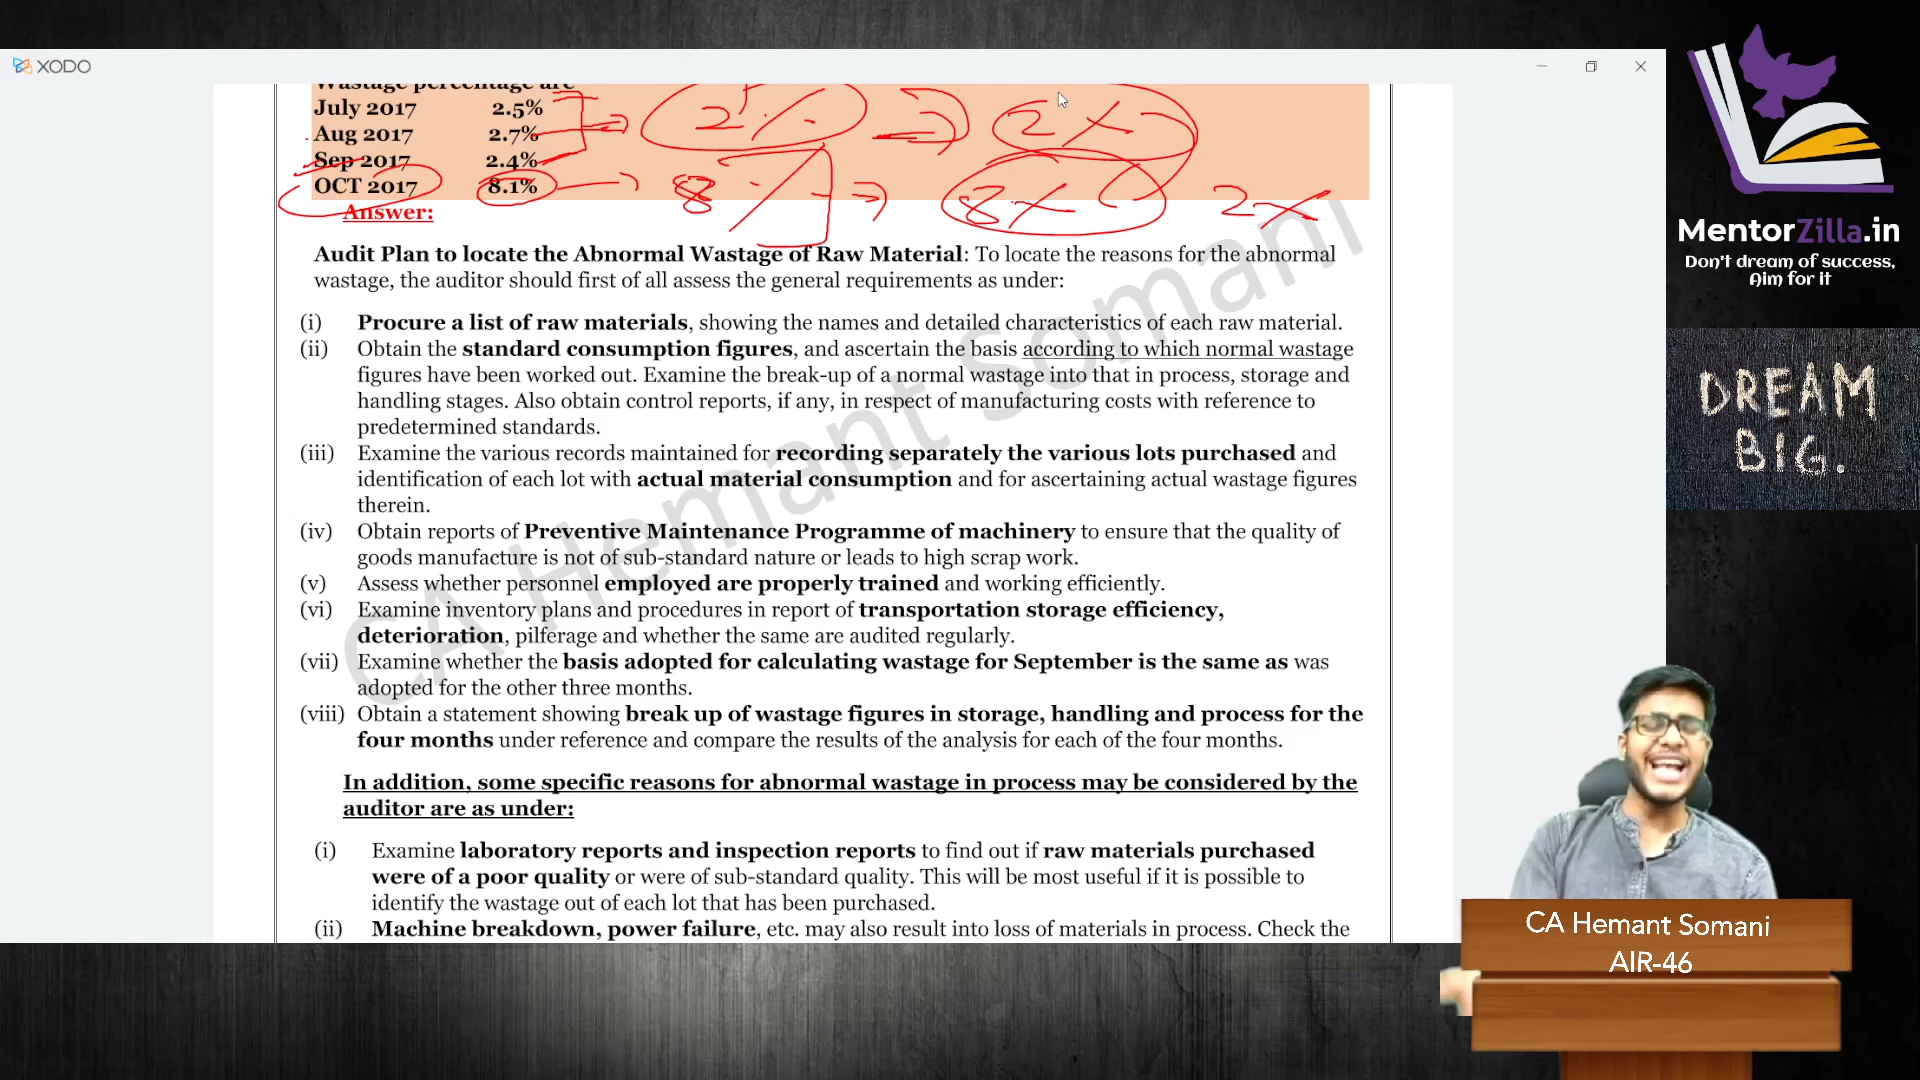 XODO
Wastage percentage are
July 2017 2.5%
Aug 2017 2.7%
Sep 2017 2.4%
OCT 2017 8.1%
2%
2%
8%
8%
2%
Answer:
Audit Plan to locate the Abnormal Wastage of Raw Material: To locate the reasons for the abnormal
wastage, the auditor should first of all assess the general requirements as under:
(i) Procure a list of raw materials, showing the names and detailed characteristics of each raw material.
(ii) Obtain the standard consumption figures, and ascertain the basis according to which normal wastage
figures have been worked out. Examine the break-up of a normal wastage into that in process, storage and
handling stages. Also obtain control reports, if any, in respect of manufacturing costs with reference to
predetermined standards.
(iii) Examine the various records maintained for recording separately the various lots purchased and
identification of each lot with actual material consumption and for ascertaining actual wastage figures
therein.
(iv) Obtain reports of Preventive Maintenance Programme of machinery to ensure that the quality of
goods manufacture is not of sub-standard nature or leads to high scrap work.
(v) Assess whether personnel employed are properly trained and working efficiently.
(vi) Examine inventory plans and procedures in report of transportation storage efficiency,
deterioration, pilferage and whether the same are audited regularly.
(vii) Examine whether the basis adopted for calculating wastage for September is the same as was
adopted for the other three months.
(viii) Obtain a statement showing break up of wastage figures in storage, handling and process for the
four months under reference and compare the results of the analysis for each of the four months.
In addition, some specific reasons for abnormal wastage in process may be considered by the
auditor are as under:
(i) Examine laboratory reports and inspection reports to find out if raw materials purchased
were of a poor quality or were of sub-standard quality. This will be most useful if it is possible to
identify the wastage out of each lot that has been purchased.
(ii) Machine breakdown, power failure, etc. may also result into loss of materials in process. Check the
CA Hemant Somani
MentorZilla.in
Don't dream of success,
Aim for it
DREAM
BIG.
CA Hemant Somani
AIR-46